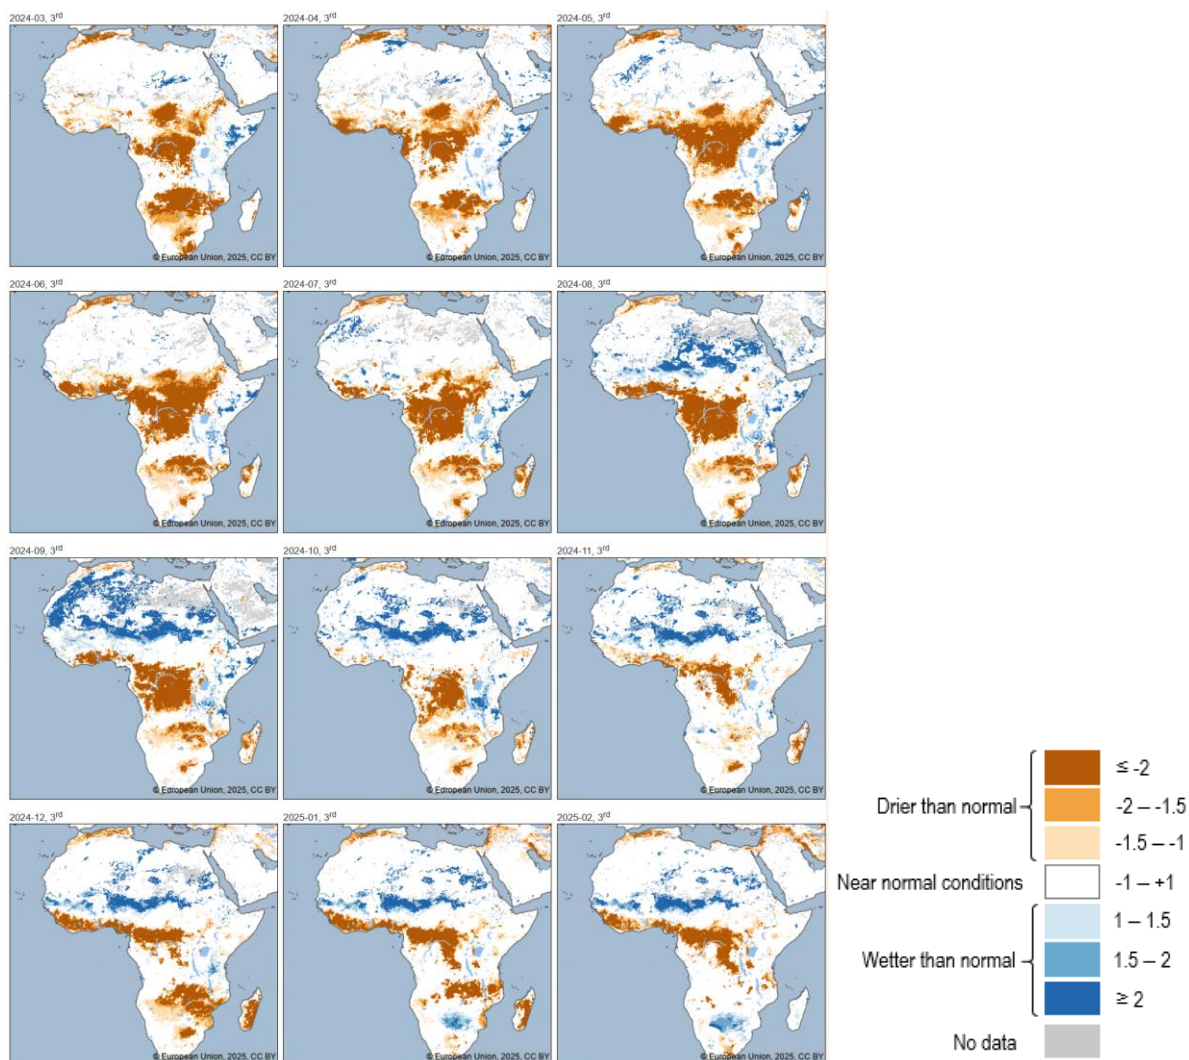 2024-03, 3rd
2024-04, 3rd
2024-05, 3rd
© European Union, 2025, CC BY
© European Union, 2025, CC BY
© European Union, 2025, CC BY
2024-06, 3rd
2024-07, 3rd
2024-08, 3rd
© European Union, 2025, CC BY
© European Union, 2025, CC BY
© European Union, 2025, CC BY
2024-09, 3rd
2024-10, 3rd
2024-11, 3rd
© European Union, 2025, CC BY
© European Union, 2025, CC BY
© European Union, 2025, CC BY
2024-12, 3rd
2025-01, 3rd
2025-02, 3rd
© European Union, 2025, CC BY
© European Union, 2025, CC BY
© European Union, 2025, CC BY
≤ -2
Drier than normal
-2 – -1.5
-1.5 – -1
Near normal conditions
-1 – +1
1 – 1.5
Wetter than normal
1.5 – 2
≥ 2
No data